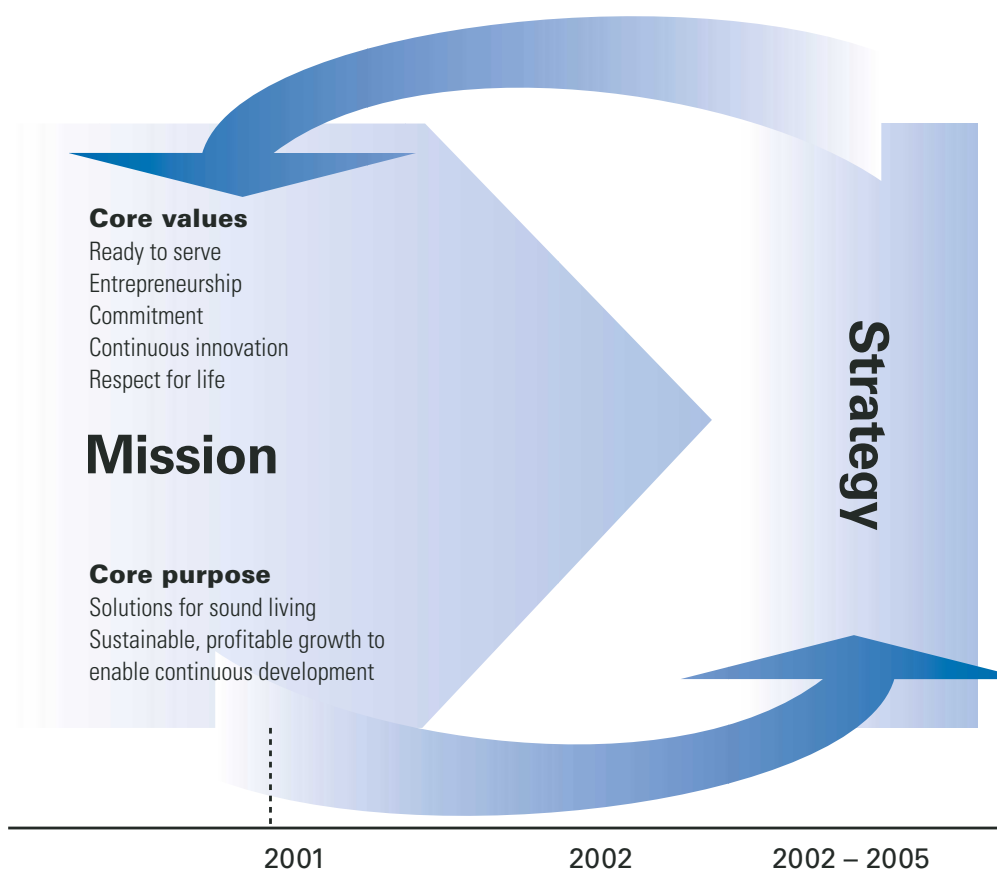 Core values
Ready to serve
Entrepreneurship
Commitment
Continuous innovation
Respect for life
Mission
Core purpose
Solutions for sound living
Sustainable, profitable growth to
enable continuous development
Strategy
2001
2002
2002 – 2005